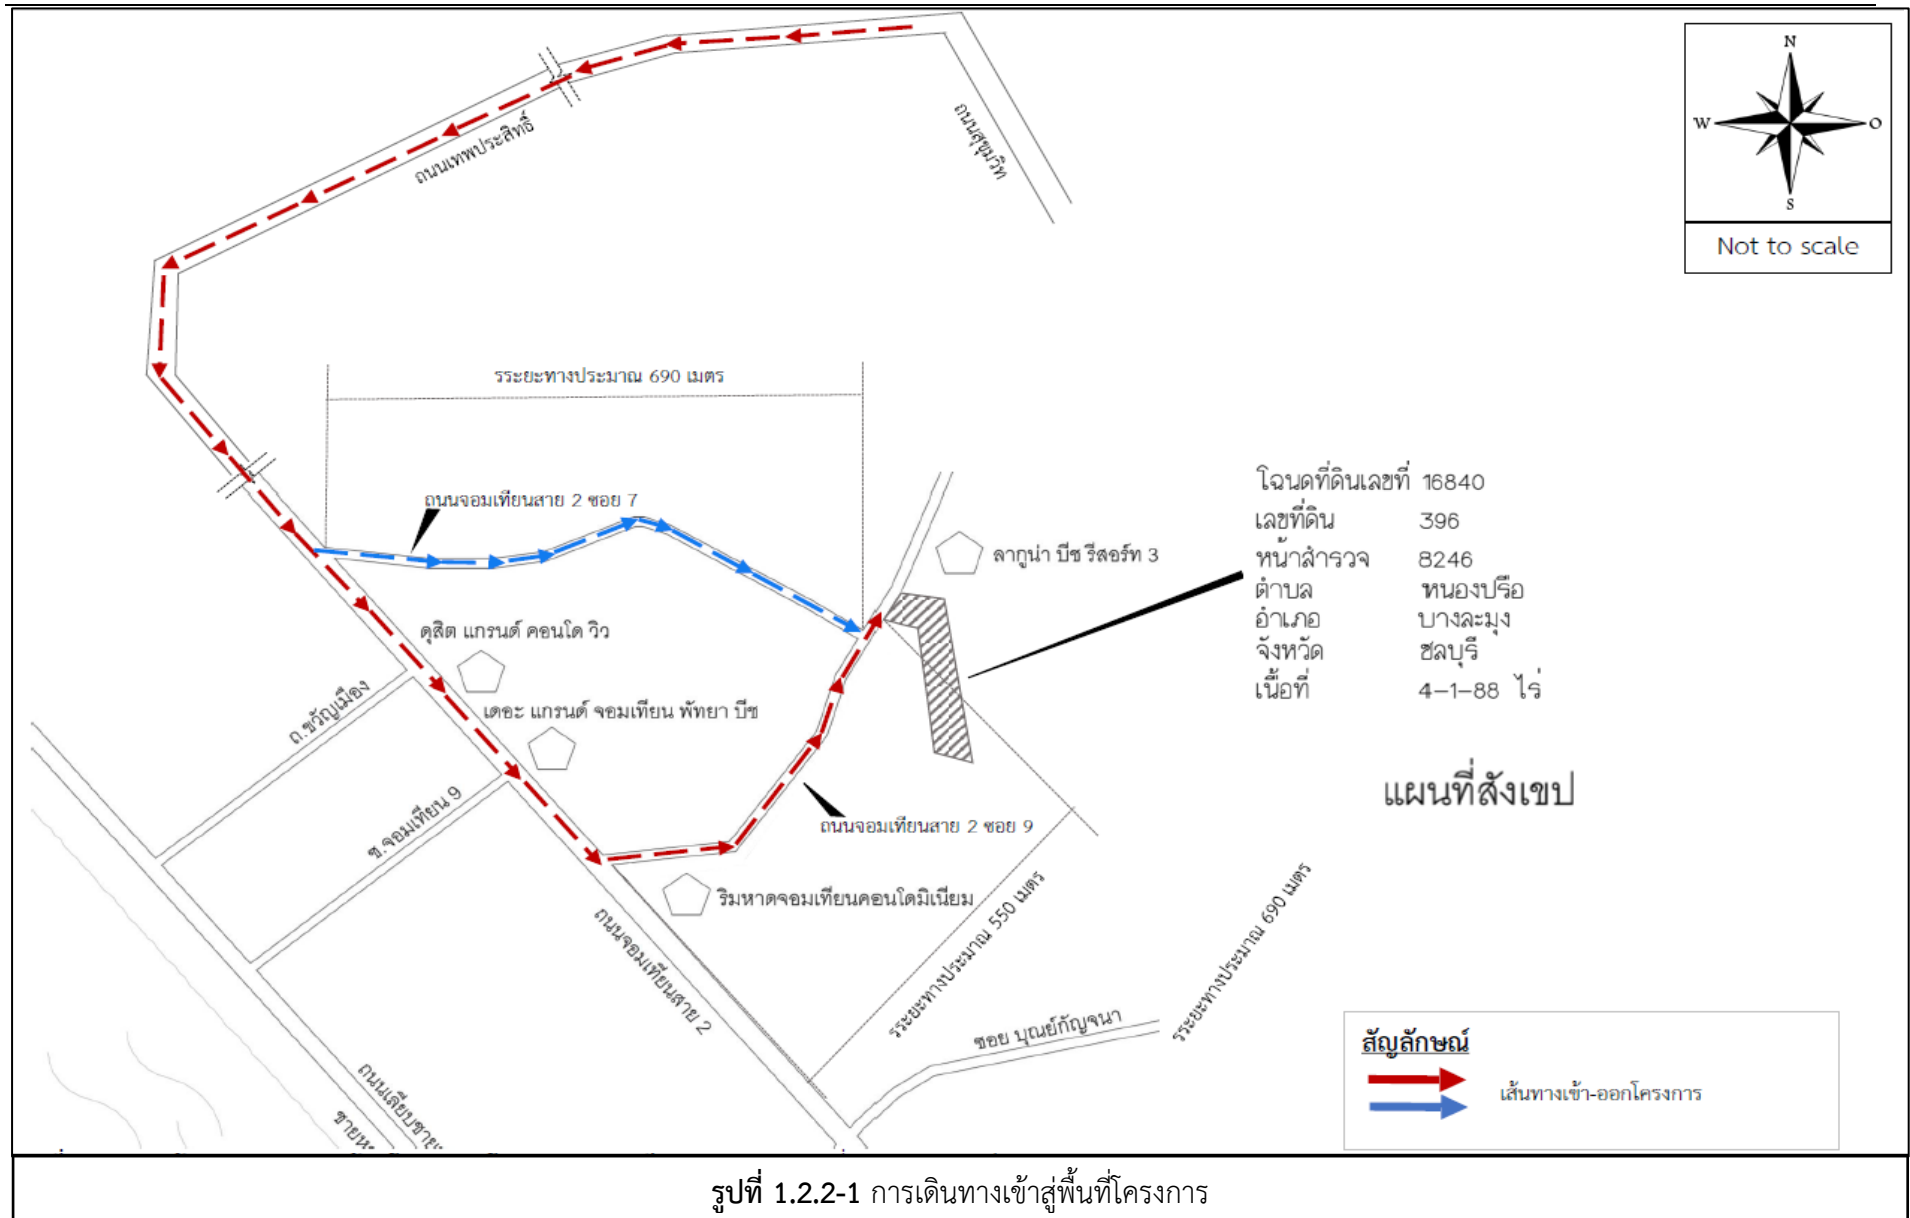 N
W
O
S
Not to scale
ถนนสุขุมวิท
ถนนเทพประสิทธิ์
รระยะทางประมาณ 690 เมตร
ถนนจอมเทียนสาย 2 ซอย 7
ลากูน่า บีช รีสอร์ท 3
โฉนดที่ดินเลขที่ 16840
เลขที่ดิน 396
หน้าสำรวจ 8246
ตำบล หนองปรือ
อำเภอ บางละมุง
จังหวัด ชลบุรี
เนื้อที่ 4-1-88 ไร่
แผนที่สังเขป
ดุสิต แกรนด์ คอนโด วิว
เดอะ แกรนด์ จอมเทียน พัทยา บีช
ถ.ขวัญเมือง
ซ.จอมเทียน 9
ถนนจอมเทียนสาย 2 ซอย 9
ริมหาดจอมเทียนคอนโดมิเนียม
ถนนจอมเทียนสาย 2
รระยะทางประมาณ 550 เมตร
รระยะทางประมาณ 690 เมตร
ซอย บุณย์กัญจนา
ถนนเลียบชาย
ชายห
สัญลักษณ์
เส้นทางเข้า-ออกโครงการ
รูปที่ 1.2.2-1 การเดินทางเข้าสู่พื้นที่โครงการ